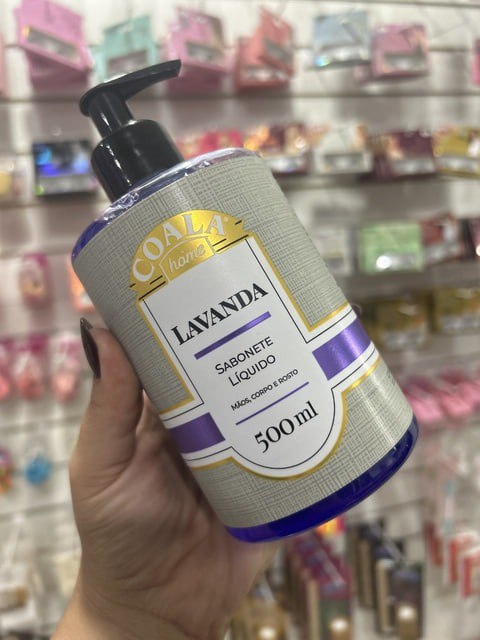 COALA
home
LAVANDA
SABONETE
LÍQUIDO
MÃOS, CORPO E ROSTO
500 ml